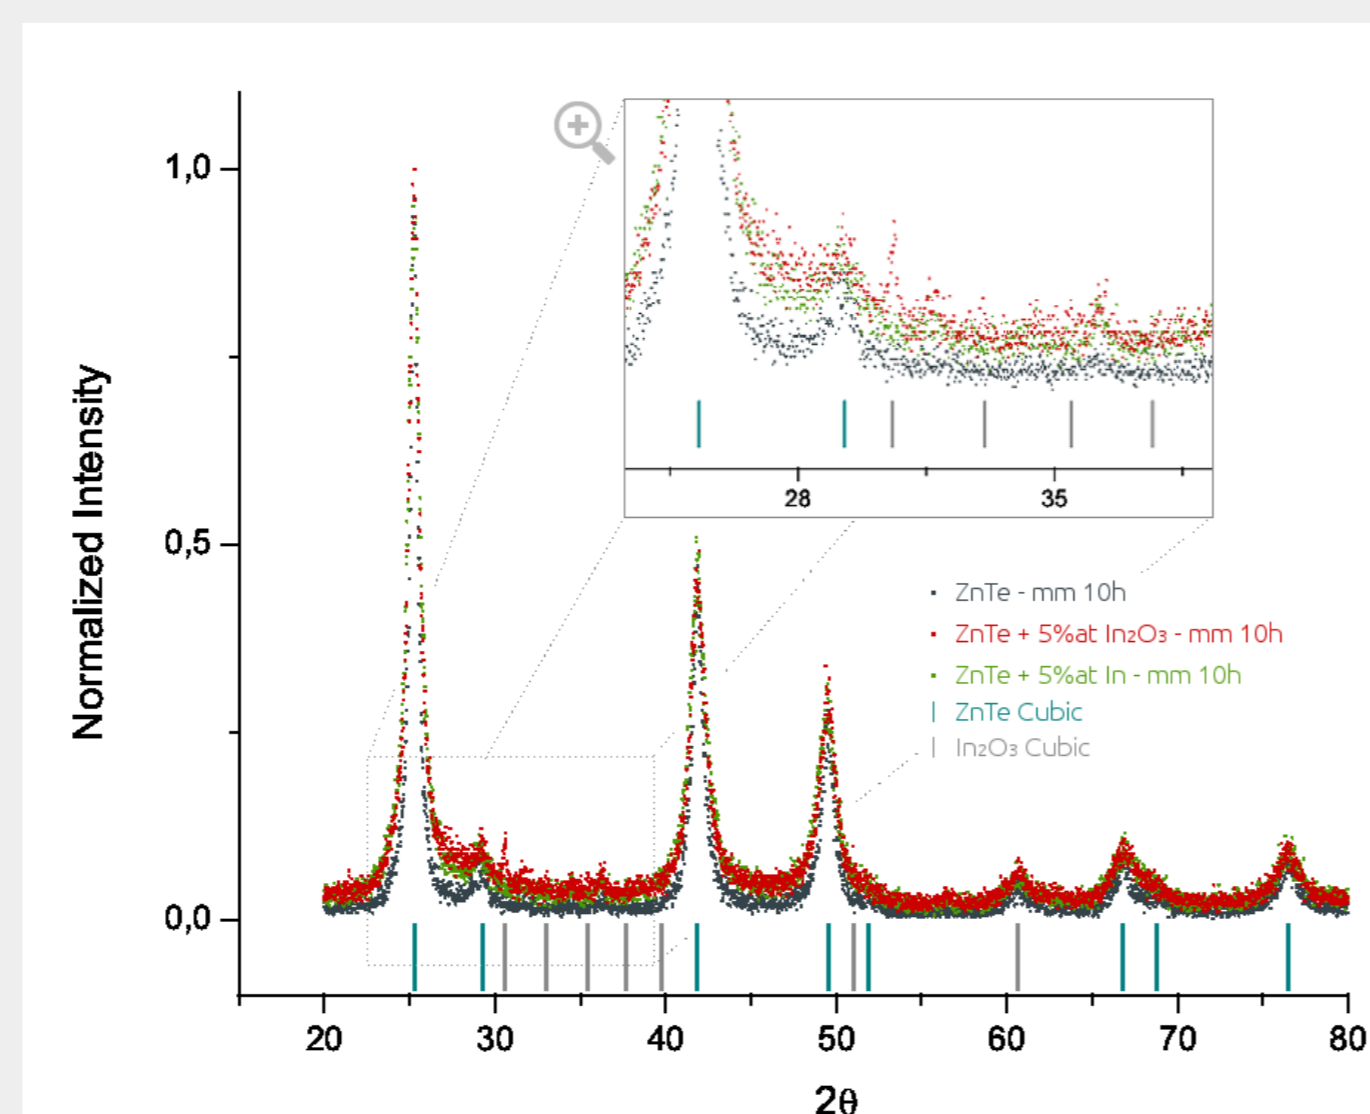 1,0
0,5
0,0
Normalized Intensity
28 35
ZnTe - mm 10h
ZnTe + 5%at In₂O₃ - mm 10h
ZnTe + 5%at In - mm 10h
ZnTe Cubic
In₂O₃ Cubic
20 30 40 50 60 70 80
2θ